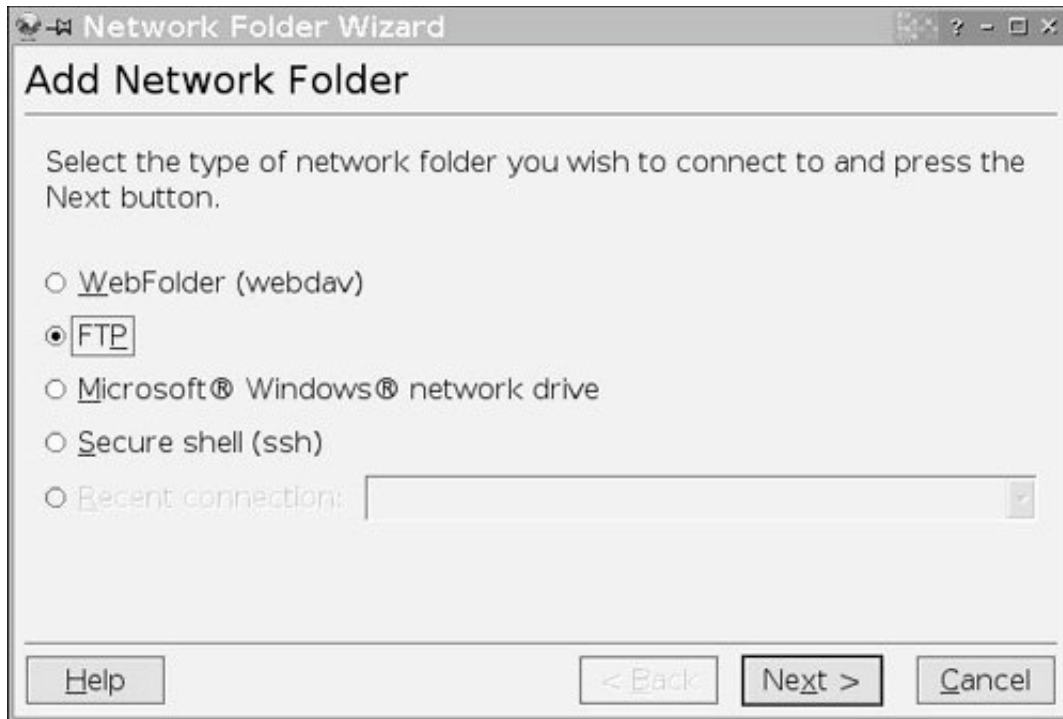 Network Folder Wizard
Add Network Folder
Select the type of network folder you wish to connect to and press the
Next button.
WebFolder (webdav)
FTP
Microsoft® Windows® network drive
Secure shell (ssh)
Recent connection:
Help
< Back
Next >
Cancel